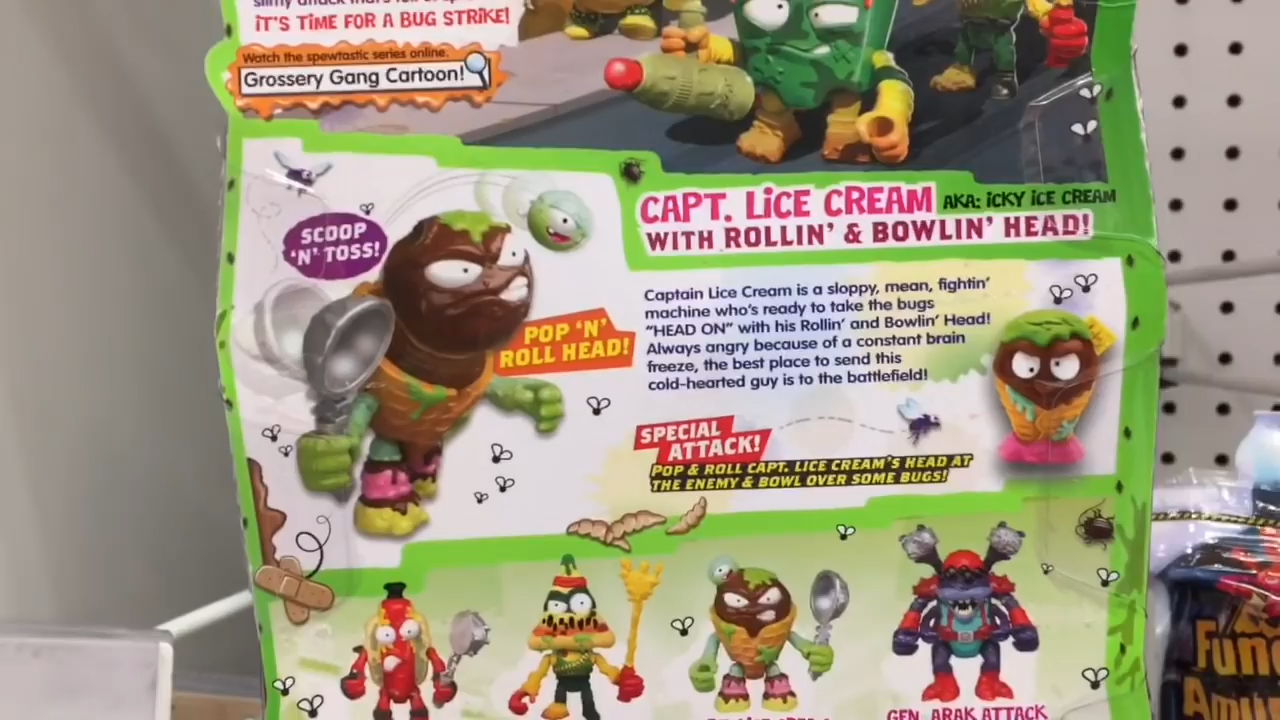 IT'S TIME FOR A BUG STRIKE!
Watch the spewtastic series online.
Grossery Gang Cartoon!
CAPT. LiCE CREAM AKA: iCKY iCE CREAM
WITH ROLLIN' & BOWLIN' HEAD!
SCOOP
'N' TOSS!
POP 'N'
ROLL HEAD!
Captain Lice Cream is a sloppy, mean, fightin'
machine who's ready to take the bugs
"HEAD ON" with his Rollin' and Bowlin' Head!
Always angry because of a constant brain
freeze, the best place to send this
cold-hearted guy is to the battlefield!
SPECIAL
ATTACK!
POP & ROLL CAPT. LICE CREAM'S HEAD AT
THE ENEMY & BOWL OVER SOME BUGS!
GEN. ARAK ATTACK